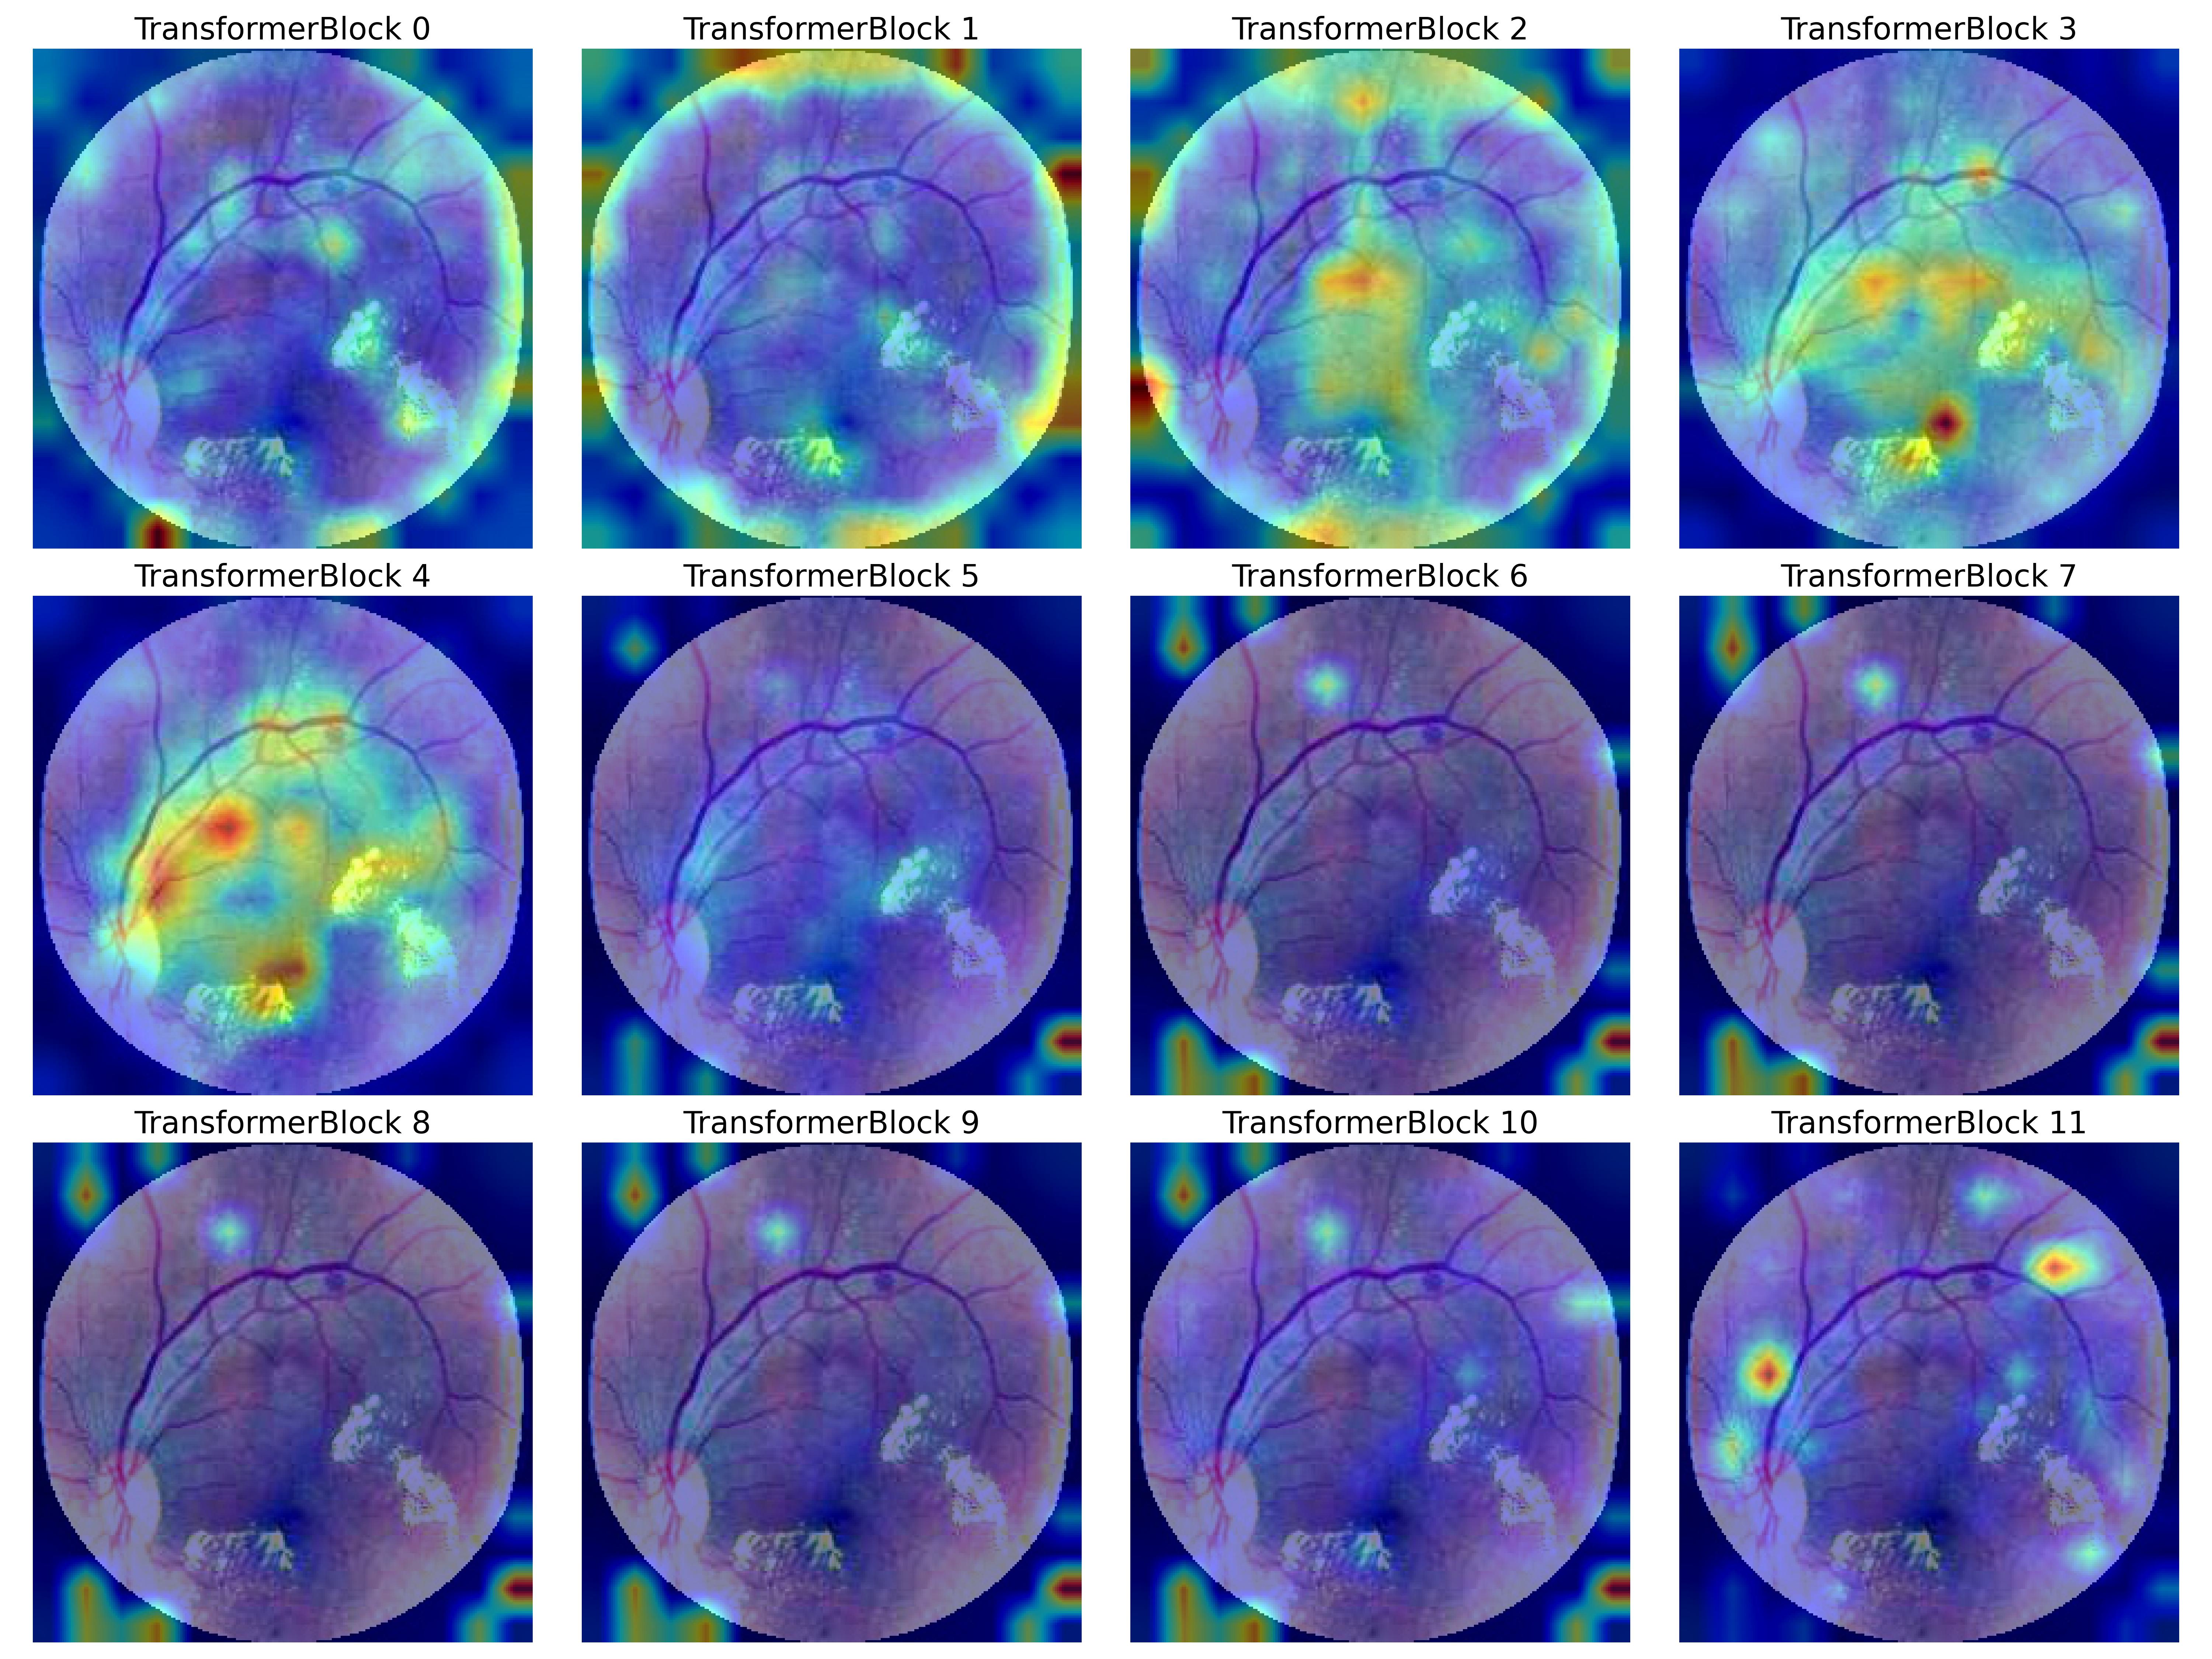 TransformerBlock 0
TransformerBlock 1
TransformerBlock 2
TransformerBlock 3
TransformerBlock 4
TransformerBlock 5
TransformerBlock 6
TransformerBlock 7
TransformerBlock 8
TransformerBlock 9
TransformerBlock 10
TransformerBlock 11